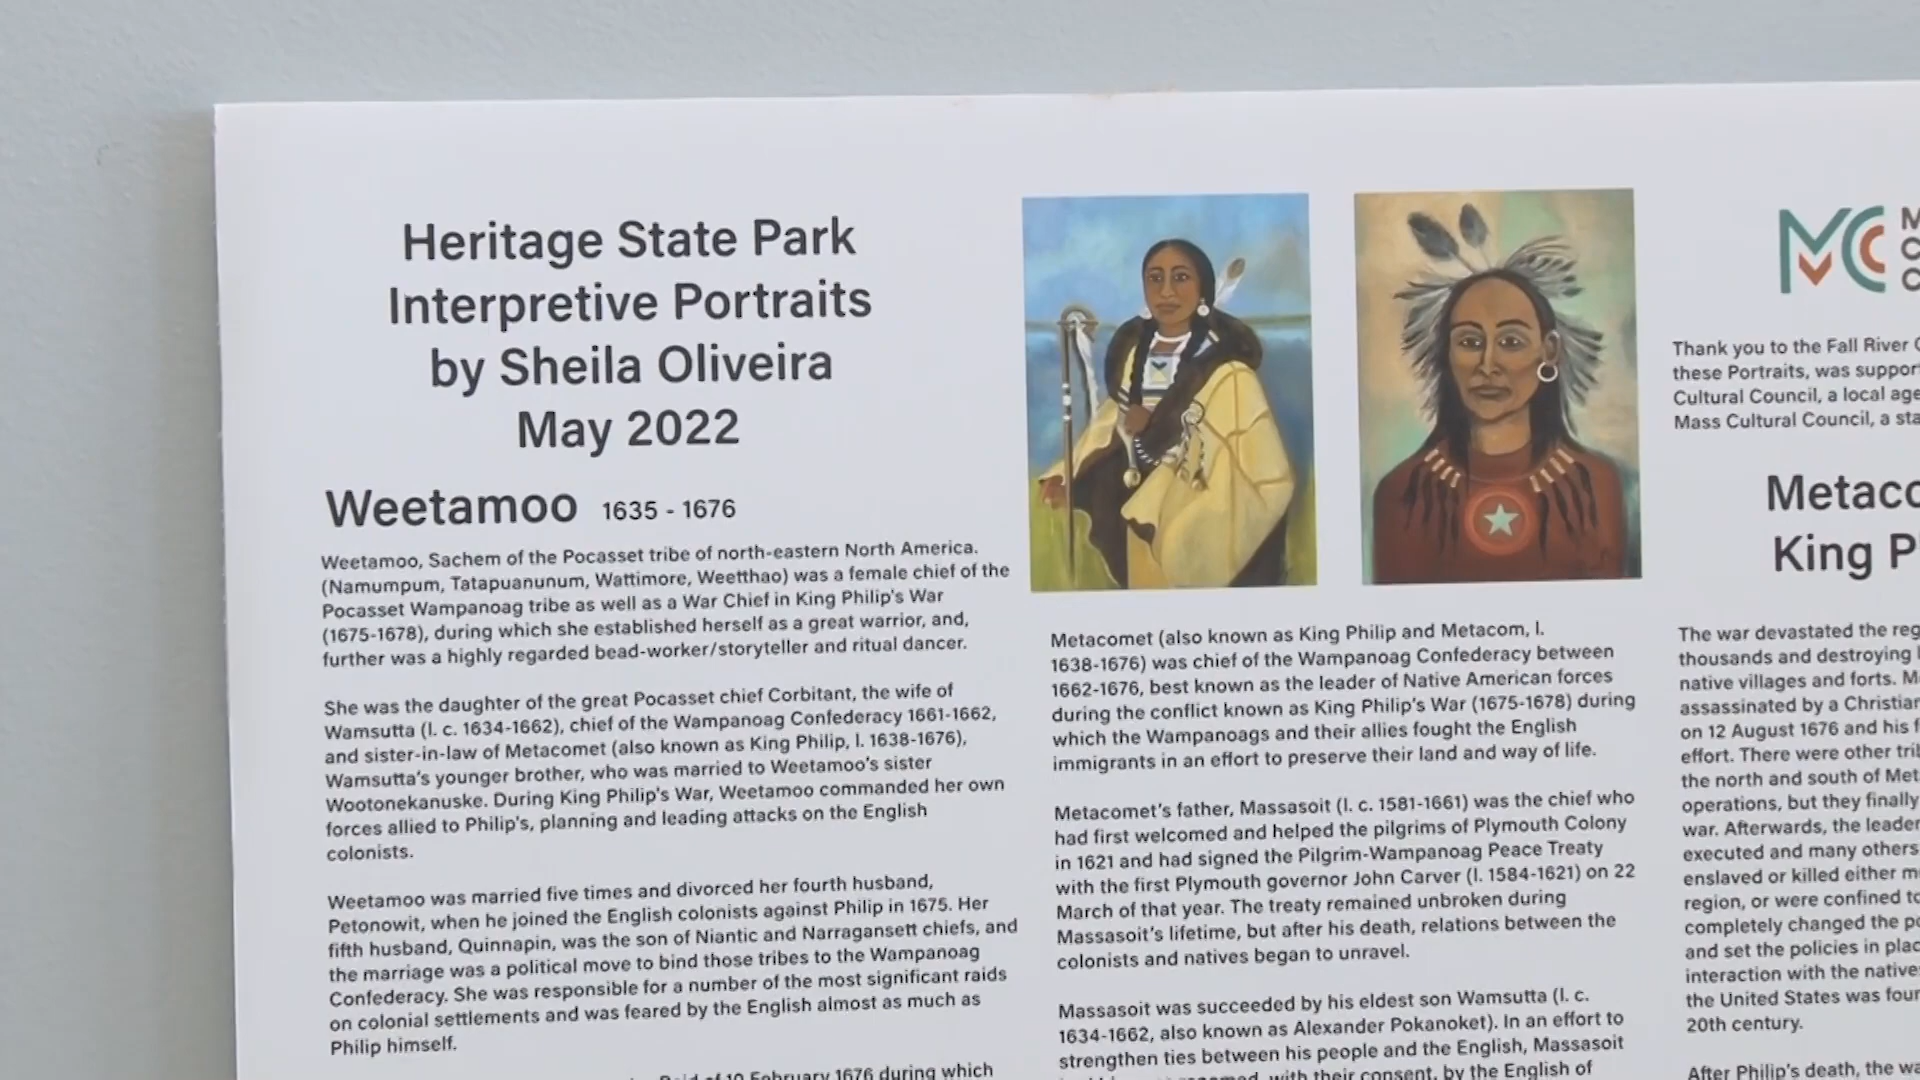 Heritage State Park
Interpretive Portraits
by Sheila Oliveira
May 2022
Weetamoo 1635 - 1676
Weetamoo, Sachem of the Pocasset tribe of north-eastern North America.
(Namumpum, Tatapuanunum, Wattimore, Weetthao) was a female chief of the
Pocasset Wampanoag tribe as well as a War Chief in King Philip's War
(1675-1678), during which she established herself as a great warrior, and,
further was a highly regarded bead-worker/storyteller and ritual dancer.
She was the daughter of the great Pocasset chief Corbitant, the wife of
Wamsutta (l. c. 1634-1662), chief of the Wampanoag Confederacy 1661-1662,
and sister-in-law of Metacomet (also known as King Philip, l. 1638-1676),
Wamsutta's younger brother, who was married to Weetamoo's sister
Wootonekanuske. During King Philip's War, Weetamoo commanded her own
forces allied to Philip's, planning and leading attacks on the English
colonists.
Weetamoo was married five times and divorced her fourth husband,
Petonowit, when he joined the English colonists against Philip in 1675. Her
fifth husband, Quinnapin, was the son of Niantic and Narragansett chiefs, and
the marriage was a political move to bind those tribes to the Wampanoag
Confederacy. She was responsible for a number of the most significant raids
on colonial settlements and was feared by the English almost as much as
Philip himself.
of 10 February 1676 during which
Metacomet (also known as King Philip and Metacom, l.
1638-1676) was chief of the Wampanoag Confederacy between
1662-1676, best known as the leader of Native American forces
during the conflict known as King Philip's War (1675-1678) during
which the Wampanoags and their allies fought the English
immigrants in an effort to preserve their land and way of life.
Metacomet's father, Massasoit (l. c. 1581-1661) was the chief who
had first welcomed and helped the pilgrims of Plymouth Colony
in 1621 and had signed the Pilgrim-Wampanoag Peace Treaty
with the first Plymouth governor John Carver (l. 1584-1621) on 22
March of that year. The treaty remained unbroken during
Massasoit's lifetime, but after his death, relations between the
colonists and natives began to unravel.
Massasoit was succeeded by his eldest son Wamsutta (l. c.
1634-1662, also known as Alexander Pokanoket). In an effort to
strengthen ties between his people and the English, Massasoit
with their consent, by the English of
MCC M
C
C
Thank you to the Fall River C
these Portraits, was suppor
Cultural Council, a local age
Mass Cultural Council, a sta
Metaco
King P
The war devastated the reg
thousands and destroying
native villages and forts. M
assassinated by a Christian
on 12 August 1676 and his f
effort. There were other trib
the north and south of Met
operations, but they finally
war. Afterwards, the leader
executed and many others
enslaved or killed either m
region, or were confined to
completely changed the po
and set the policies in plac
interaction with the native
the United States was four
20th century.
After Philip's death, the wa